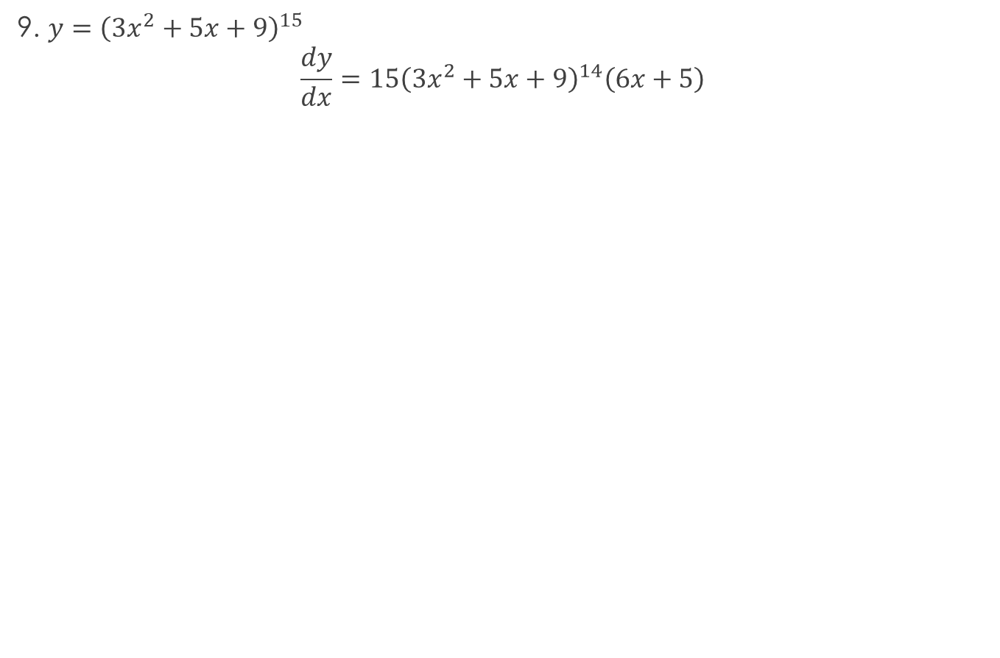 9. y = (3x² + 5x + 9)¹⁵
dy/dx = 15(3x² + 5x + 9)¹⁴(6x + 5)